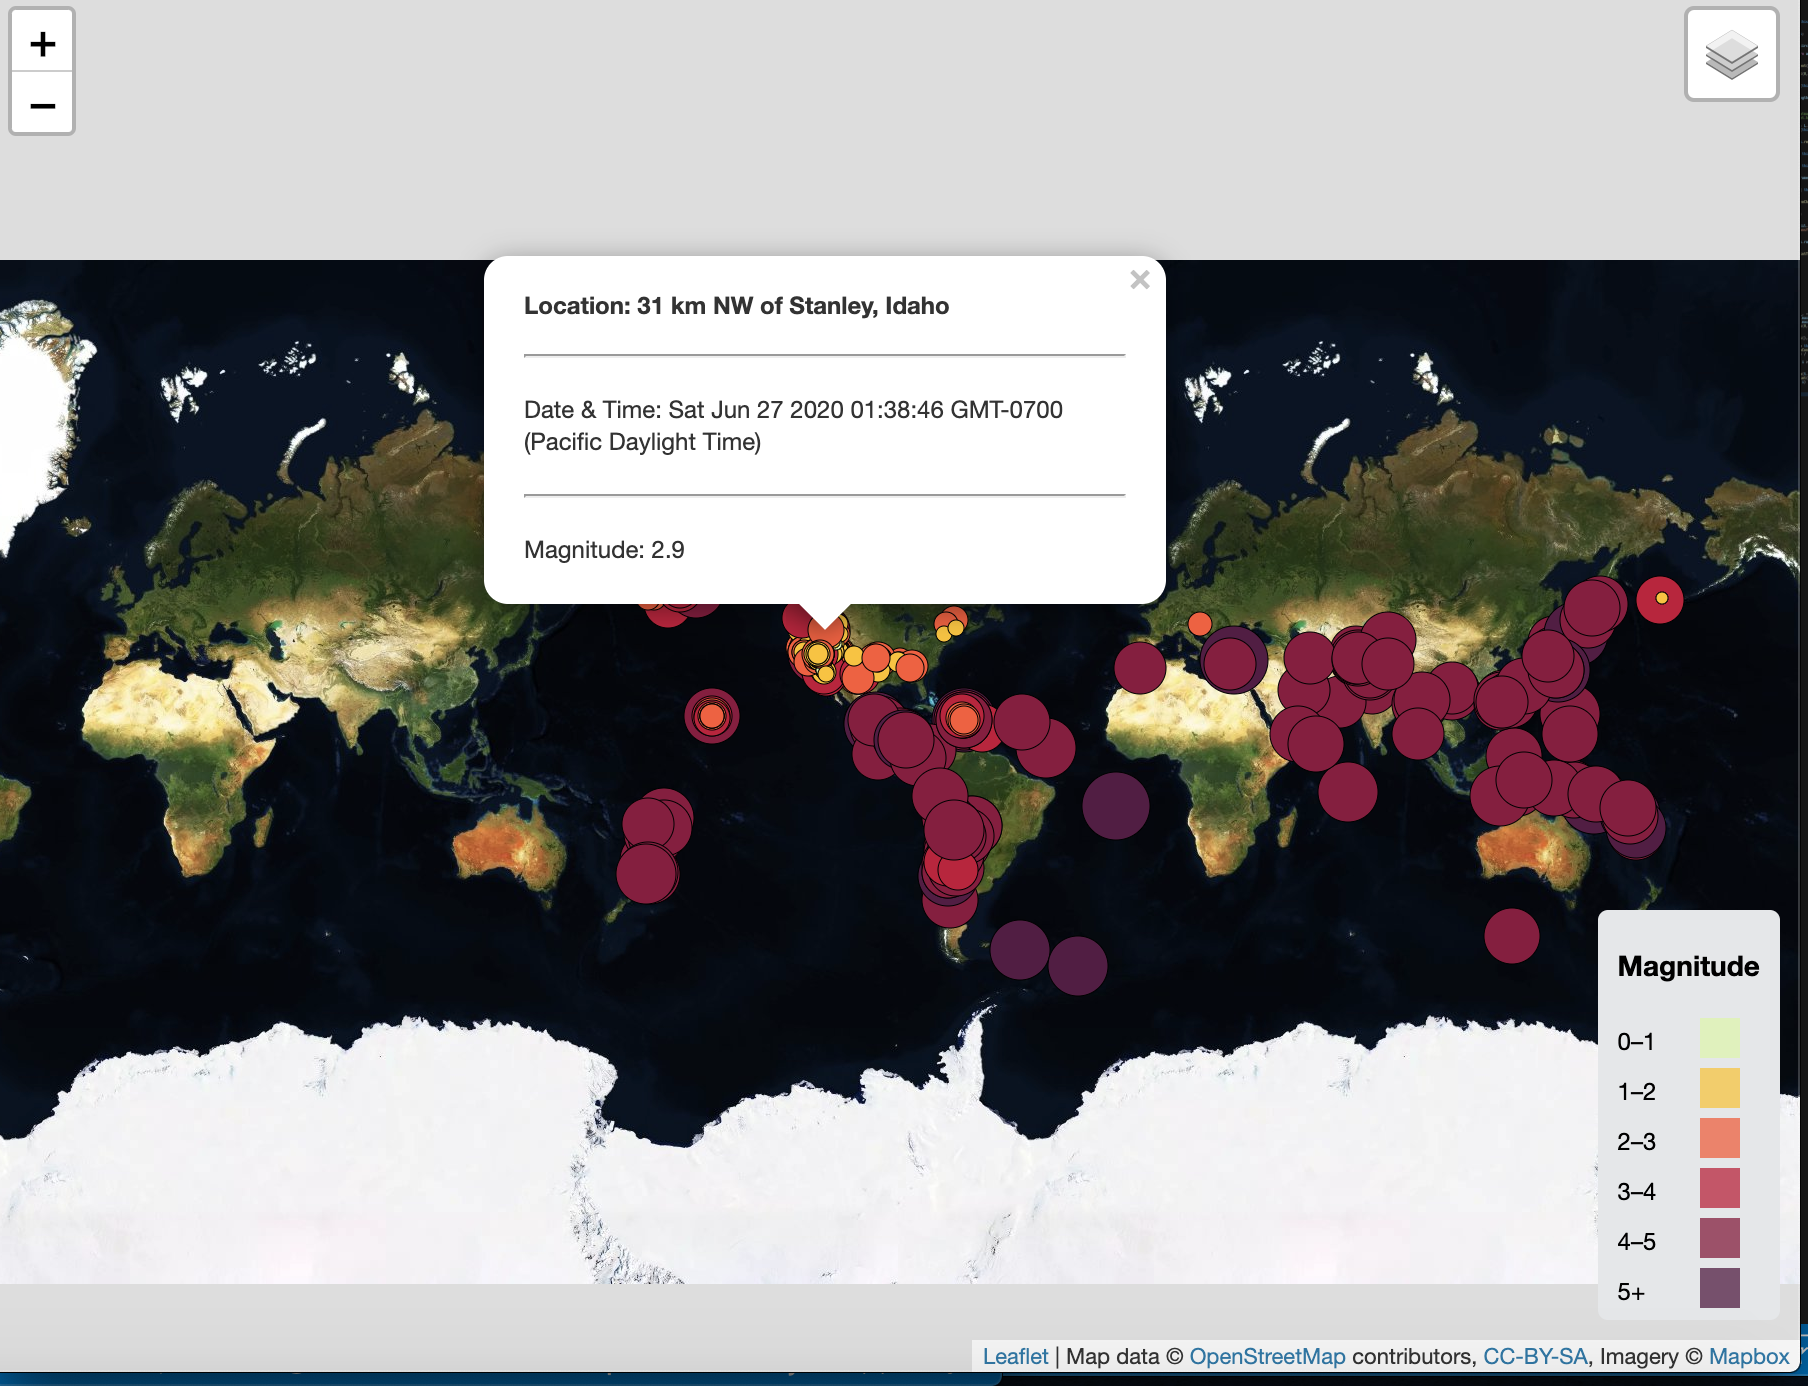 +
−
×
Location: 31 km NW of Stanley, Idaho
Date & Time: Sat Jun 27 2020 01:38:46 GMT-0700
(Pacific Daylight Time)
Magnitude: 2.9
Magnitude
0–1
1–2
2–3
3–4
4–5
5+
Leaflet | Map data © OpenStreetMap contributors, CC-BY-SA, Imagery © Mapbox